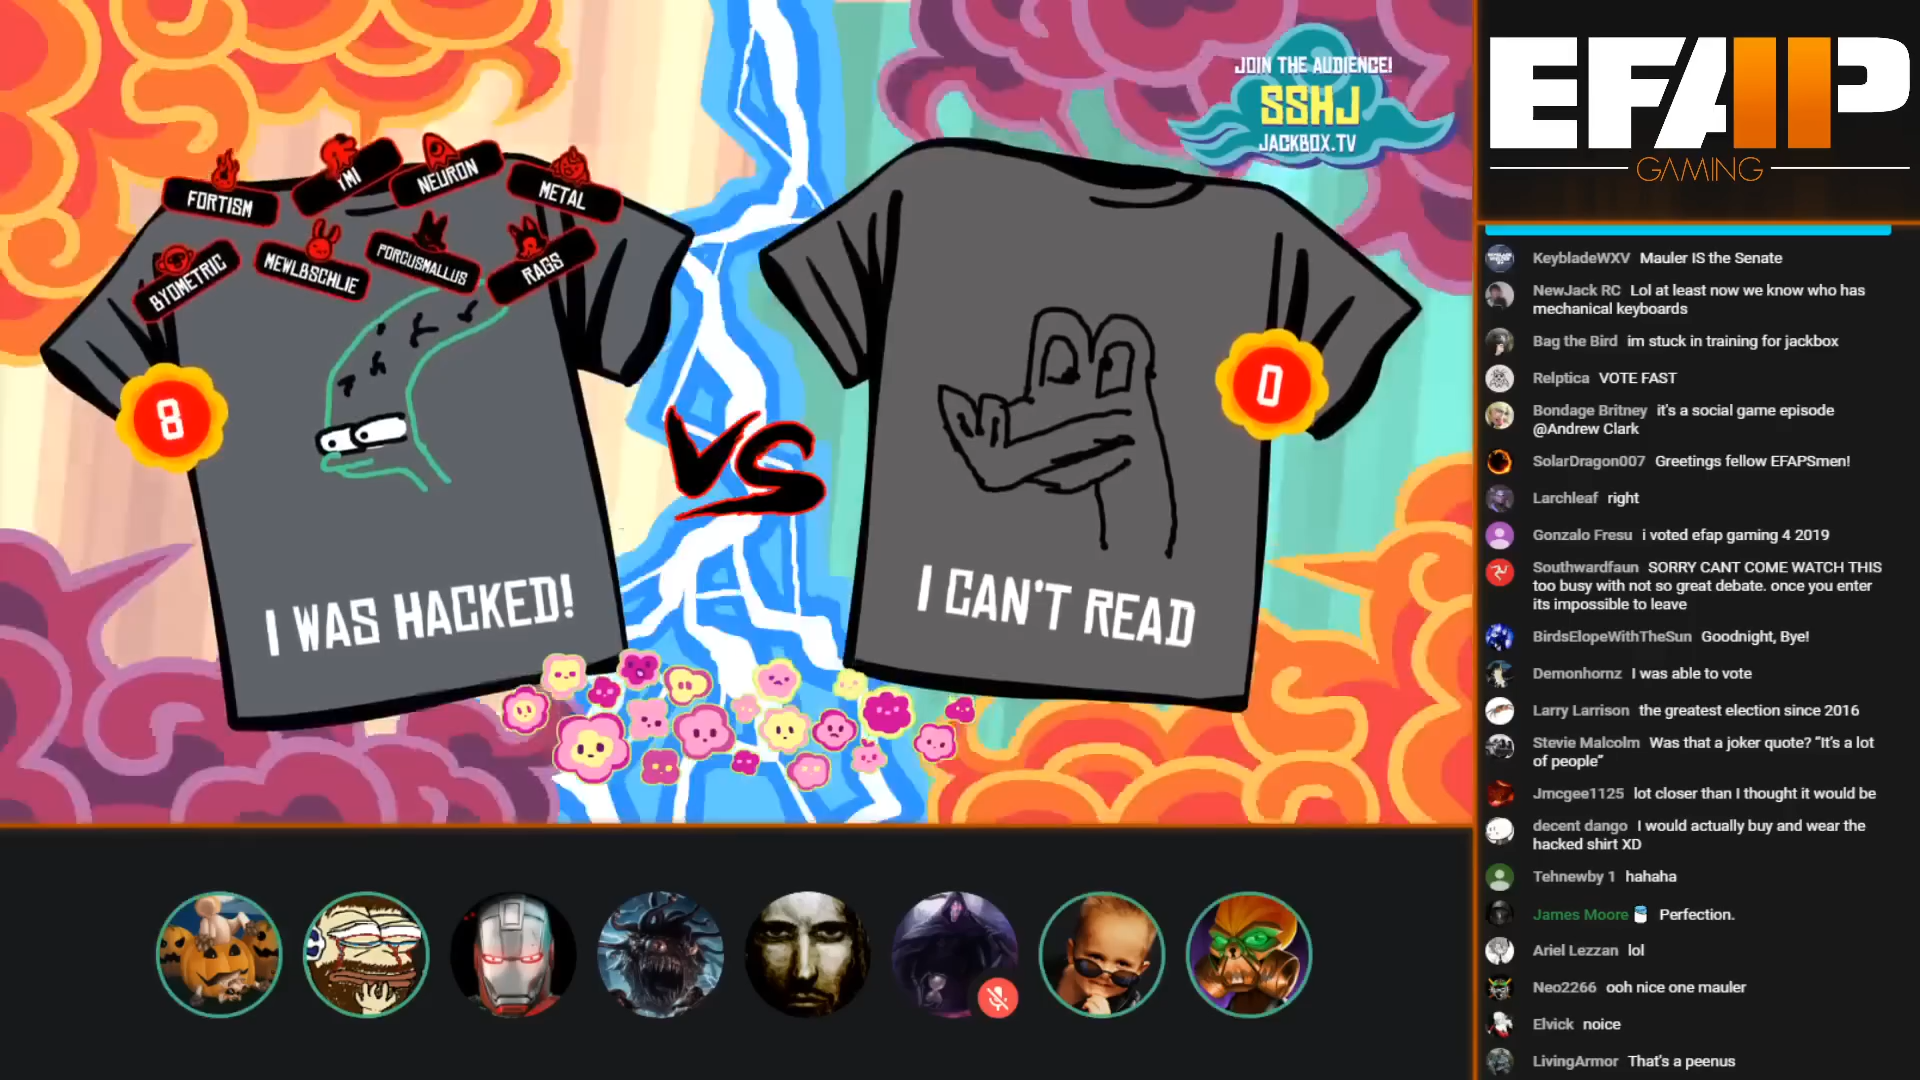 JOIN THE AUDIENCE!
SSHJ
JACKBOX.TV
FORTISM
YMI
NEURON
METAL
BYOMETRIC
MEWLBSCHLIE
PORCUSMALLUS
RAGS
8
VS
0
I WAS HACKED!
I CAN'T READ
EFAP
GAMING
KeybladeWXV Mauler IS the Senate
NewJack RC Lol at least now we know who has
mechanical keyboards
Bag the Bird im stuck in training for jackbox
Relptica VOTE FAST
Bondage Britney it's a social game episode
@Andrew Clark
SolarDragon007 Greetings fellow EFAPSmen!
Larchleaf right
Gonzalo Fresu i voted efap gaming 4 2019
Southwardfaun SORRY CANT COME WATCH THIS
too busy with not so great debate. once you enter
its impossible to leave
BirdsElopeWithTheSun Goodnight, Bye!
Demonhornz I was able to vote
Larry Larrison the greatest election since 2016
Stevie Malcolm Was that a joker quote? “It's a lot
of people”
Jmcgee1125 lot closer than I thought it would be
decent dango I would actually buy and wear the
hacked shirt XD
Tehnewby 1 hahaha
James Moore Perfection.
Ariel Lezzan lol
Neo2266 ooh nice one mauler
Elvick noice
LivingArmor That's a peenus